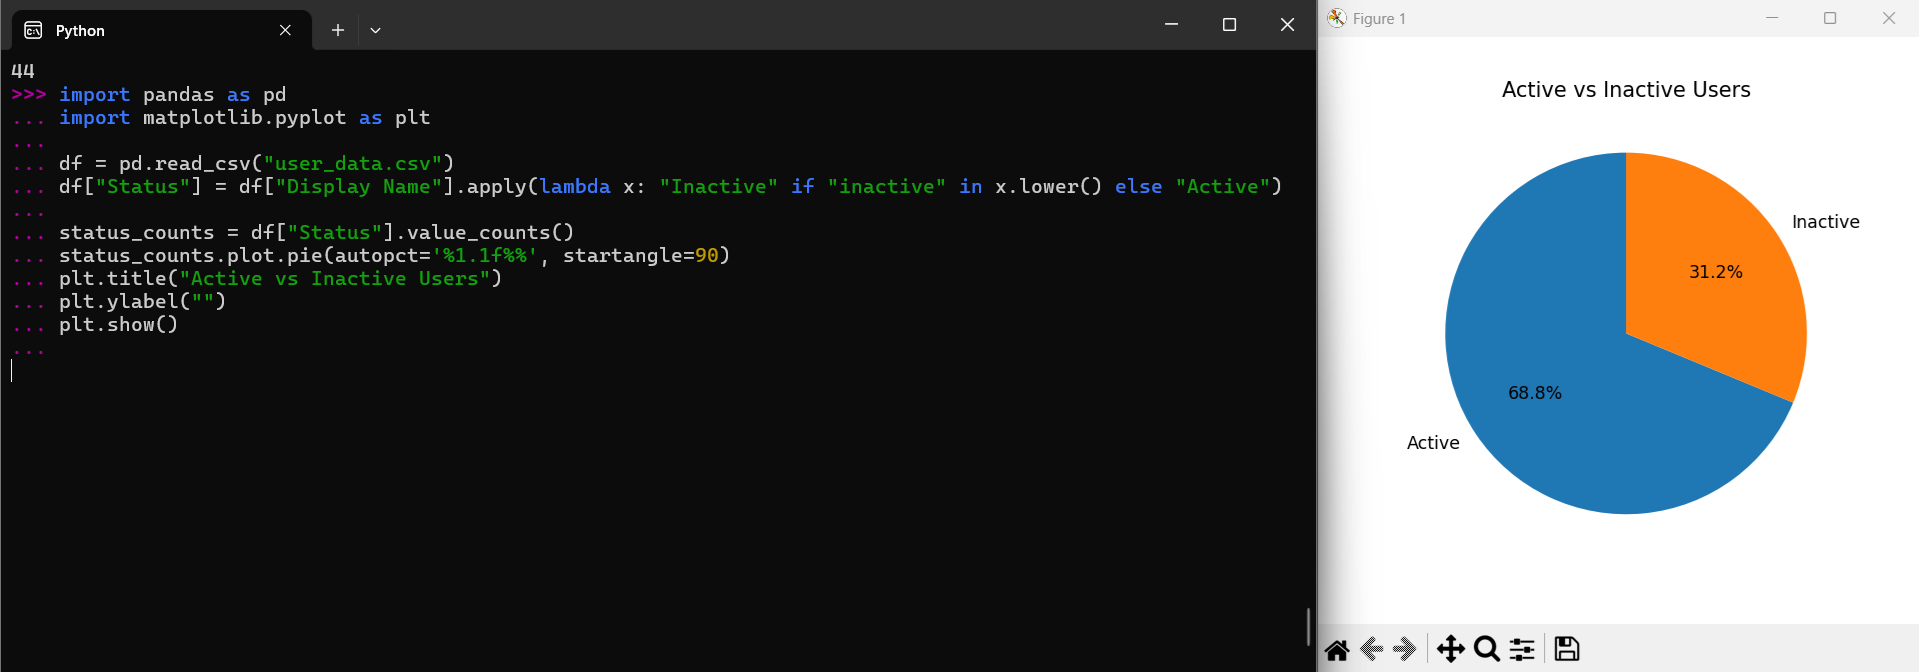 Python
44
>>> import pandas as pd
... import matplotlib.pyplot as plt
...
... df = pd.read_csv("user_data.csv")
... df["Status"] = df["Display Name"].apply(lambda x: "Inactive" if "inactive" in x.lower() else "Active")
...
... status_counts = df["Status"].value_counts()
... status_counts.plot.pie(autopct='%1.1f%%', startangle=90)
... plt.title("Active vs Inactive Users")
... plt.ylabel("")
... plt.show()
...
Figure 1
Active vs Inactive Users
Inactive
31.2%
68.8%
Active